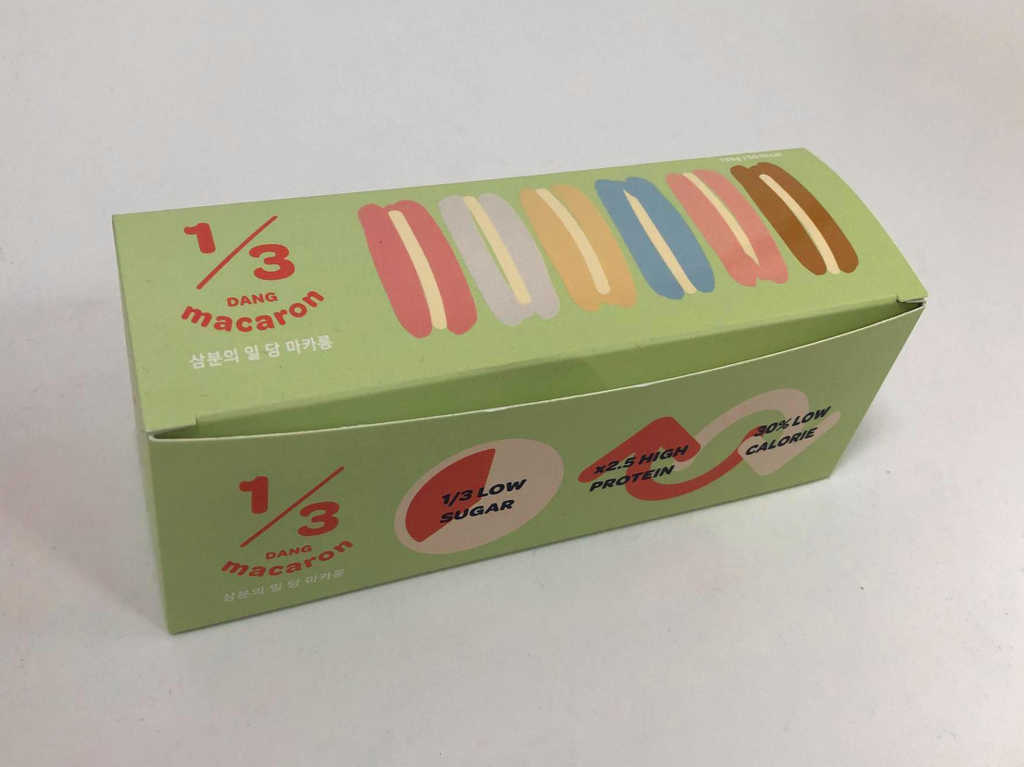 1/3
DANG
macaron
삼분의 일 당 마카롱
1/3
DANG
macaron
삼분의 일 당 마카롱
1/3 LOW
SUGAR
x2.5 HIGH
PROTEIN
30% LOW
CALORIE